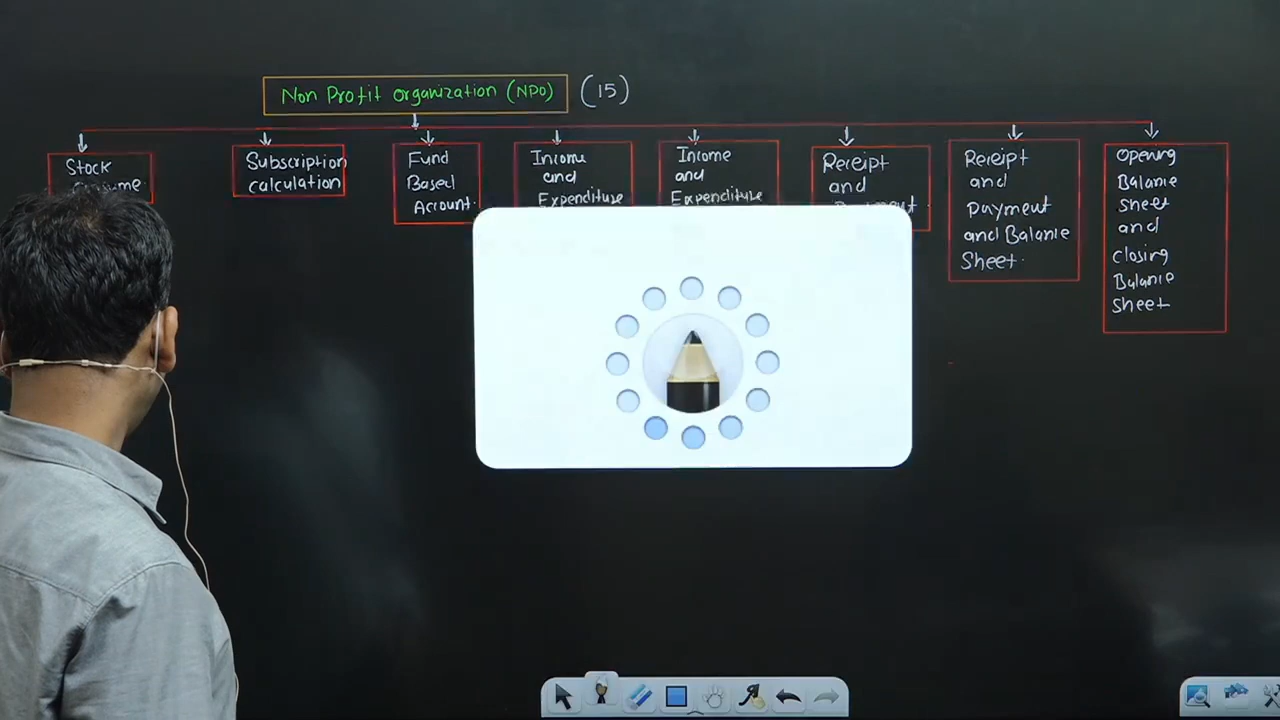 Non Profit organization (NPO) (15)
Stock
Subscription
calculation
Fund
Based
Account.
Income
and
Expenditure
Income
and
Expenditure
Receipt
and
Receipt
and
Payment
and Balance
Sheet.
Opening
Balance
Sheet
and
closing
Balance
Sheet